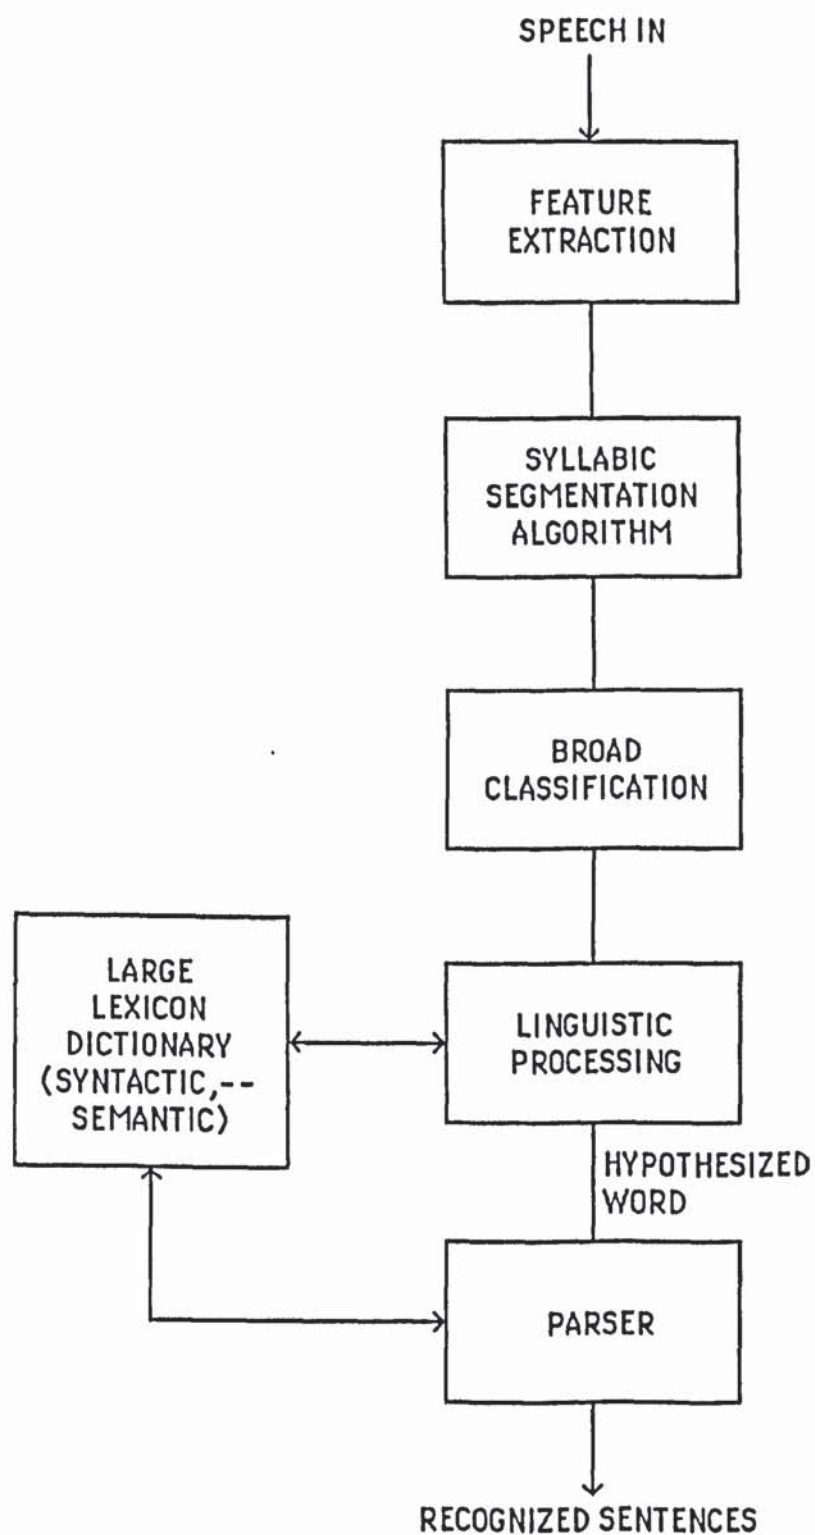 SPEECH IN
FEATURE
EXTRACTION
SYLLABIC
SEGMENTATION
ALGORITHM
BROAD
CLASSIFICATION
LARGE
LEXICON
DICTIONARY
(SYNTACTIC,--
SEMANTIC)
LINGUISTIC
PROCESSING
HYPOTHESIZED
WORD
PARSER
RECOGNIZED SENTENCES